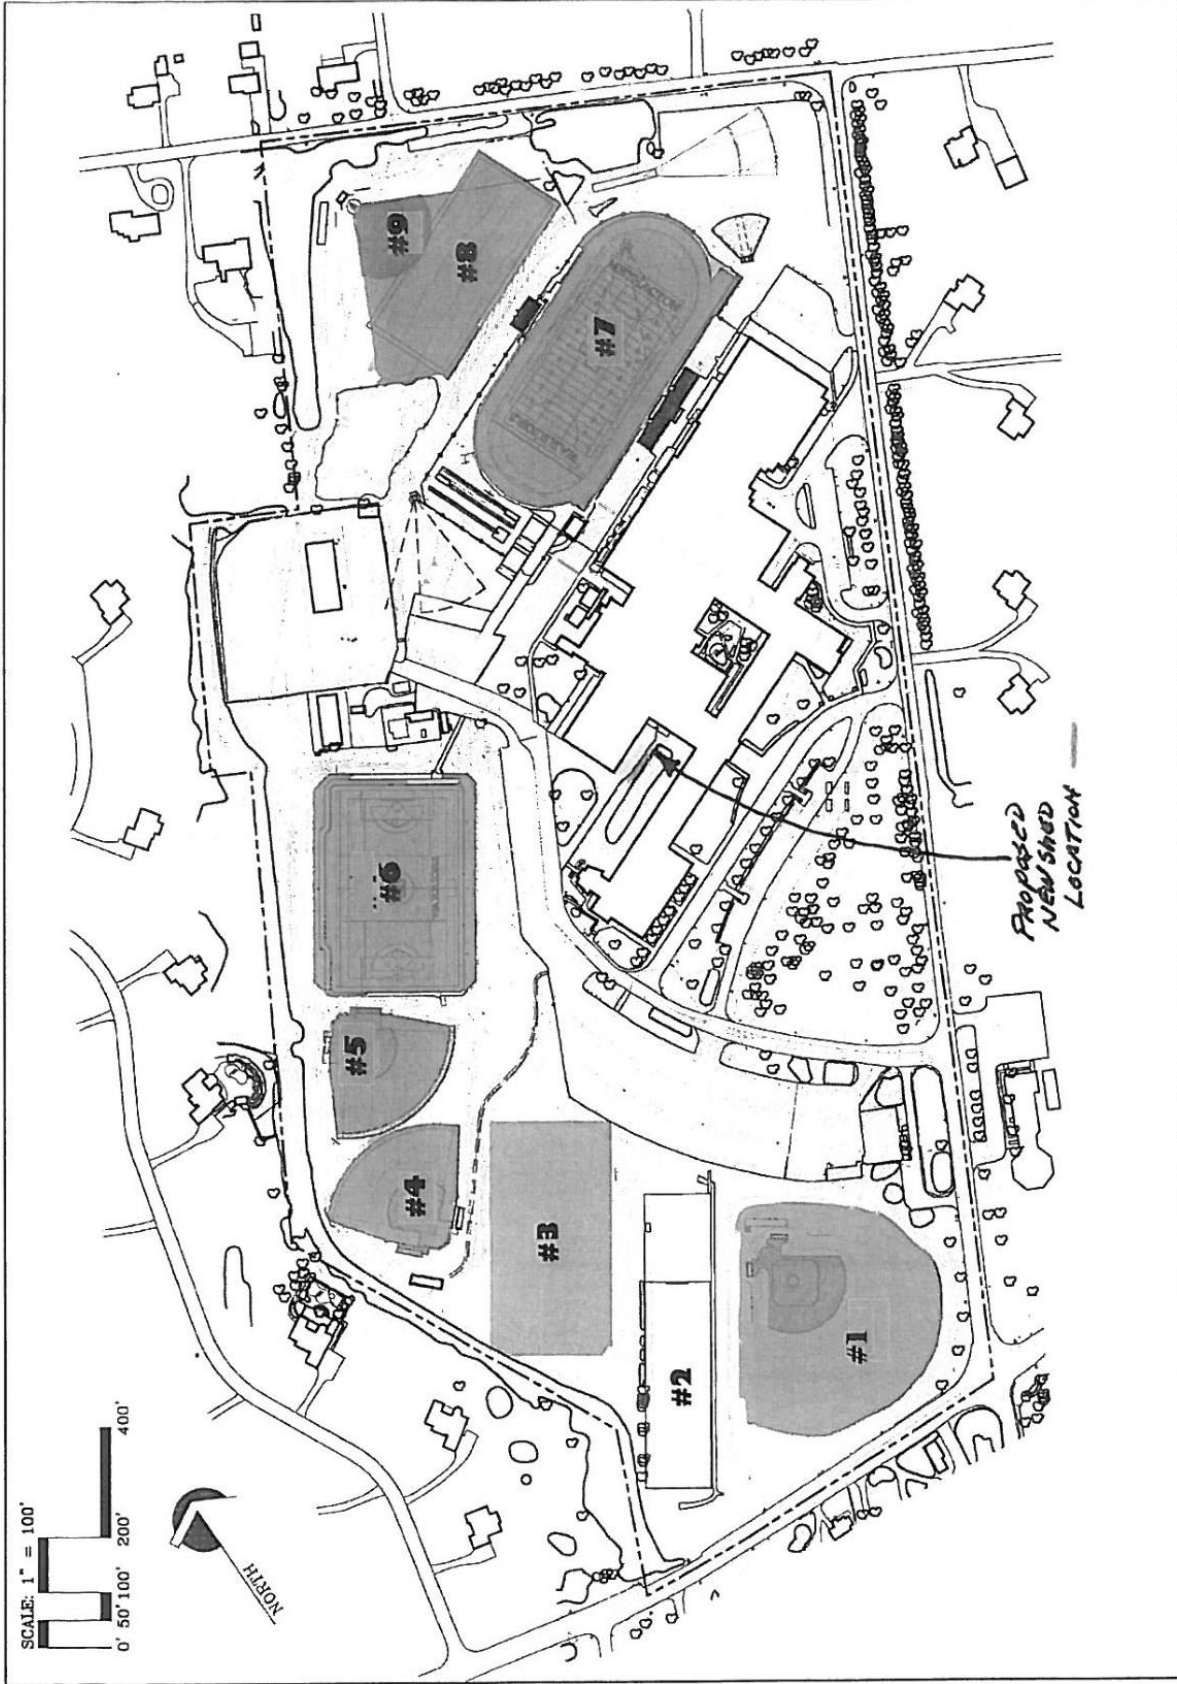 SCALE: 1" = 100'
0' 50' 100' 200' 400'
NORTH
#9
#8
#7
#6
#5
#4
#3
#2
#1
PROPOSED
NEW SHED
LOCATION